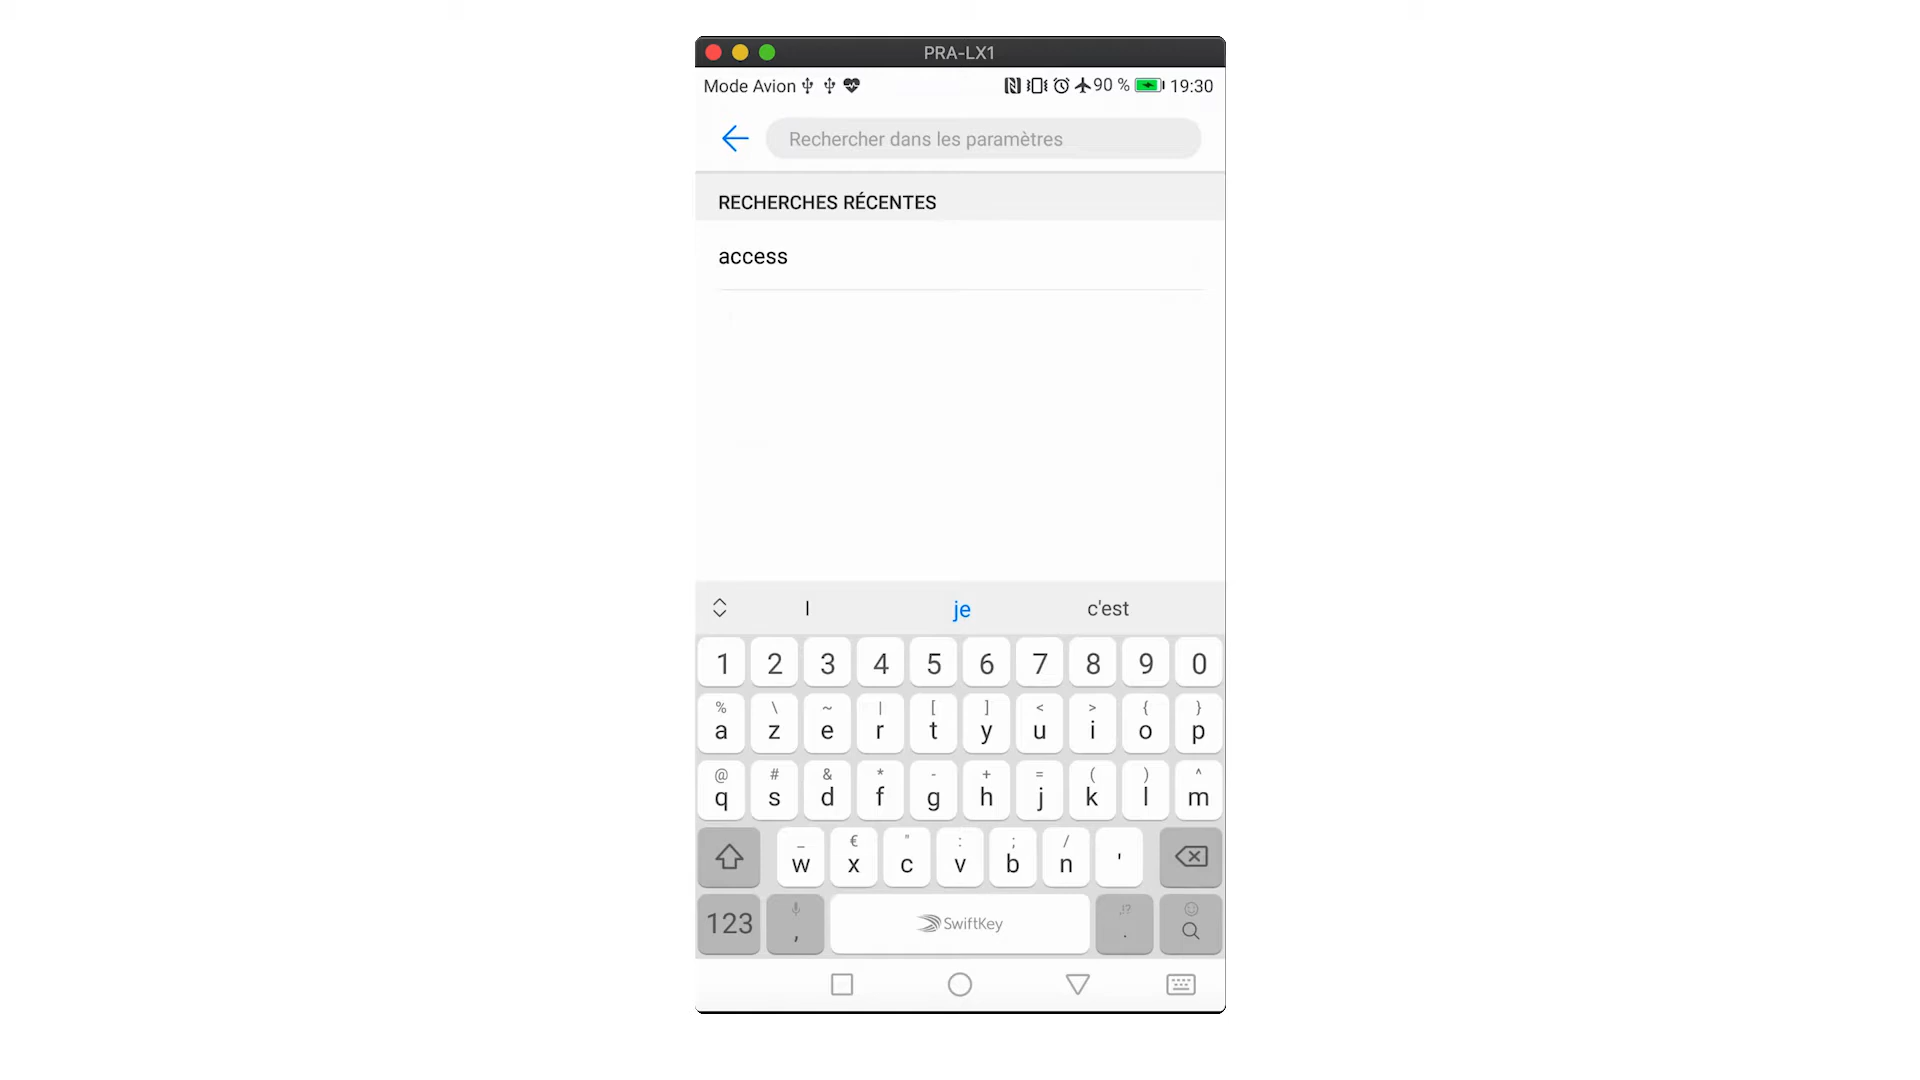 PRA-LX1
Mode Avion 90 % 19:30
Rechercher dans les paramètres
RECHERCHES RÉCENTES
access
I je c'est
1 2 3 4 5 6 7 8 9 0
% \ ~ | [ ] < > { }
a z e r t y u i o p
@ # & * - + = ( ) ^
q s d f g h j k l m
_ € " : ; /
w x c v b n '
123 , SwiftKey .
,!?